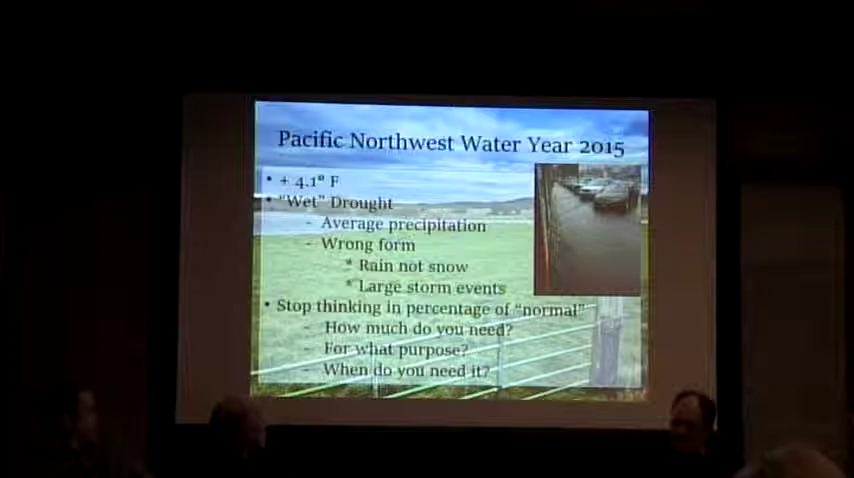 Pacific Northwest Water Year 2015
• + 4.1° F
• "Wet" Drought
- Average precipitation
- Wrong form
* Rain not snow
* Large storm events
• Stop thinking in percentage of "normal"
- How much do you need?
- For what purpose?
- When do you need it?